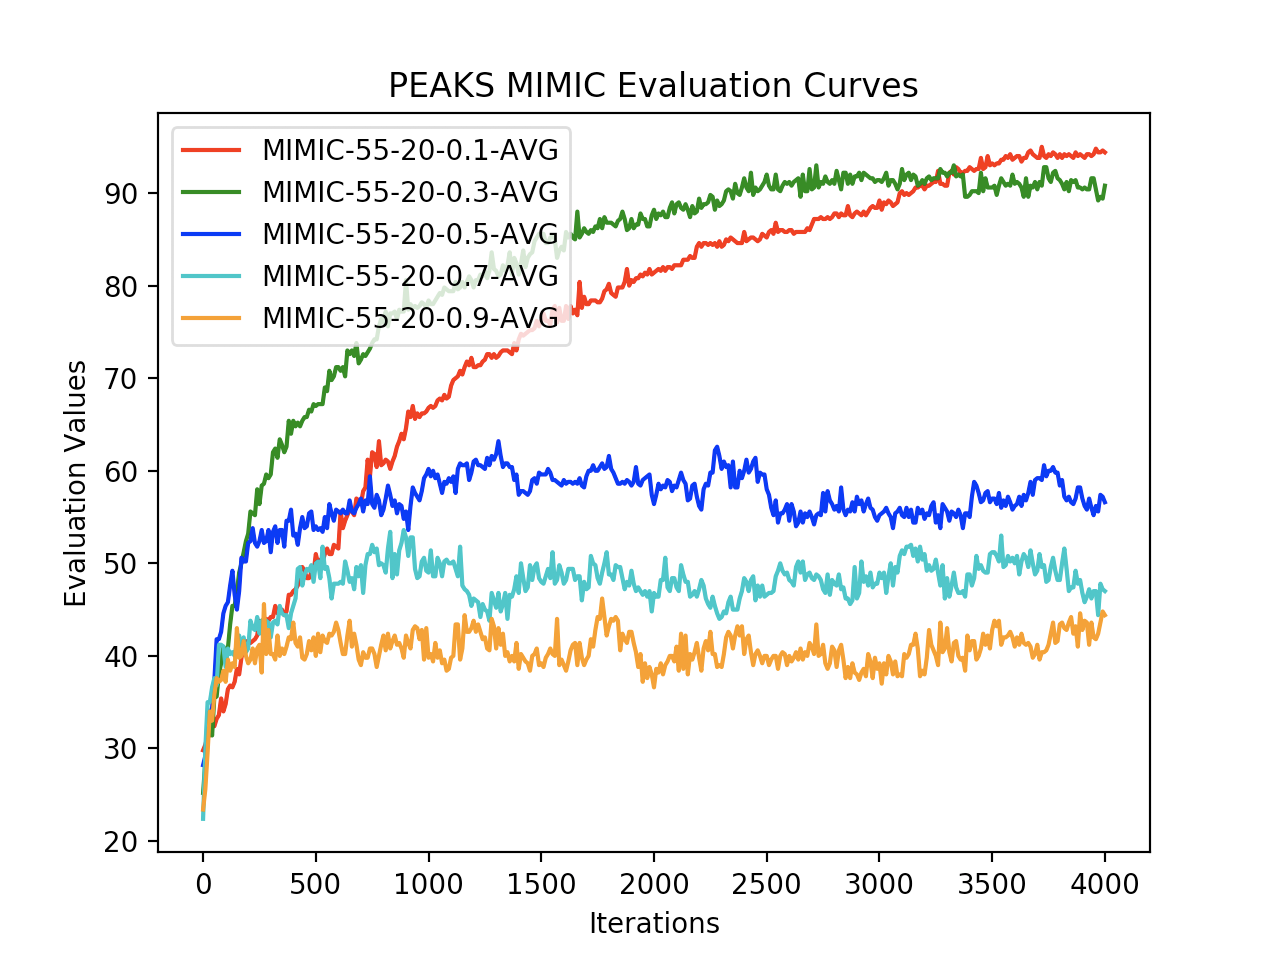 PEAKS MIMIC Evaluation Curves
MIMIC-55-20-0.1-AVG
MIMIC-55-20-0.3-AVG
MIMIC-55-20-0.5-AVG
MIMIC-55-20-0.7-AVG
MIMIC-55-20-0.9-AVG
Evaluation Values
90
80
70
60
50
40
30
20
0 500 1000 1500 2000 2500 3000 3500 4000
Iterations